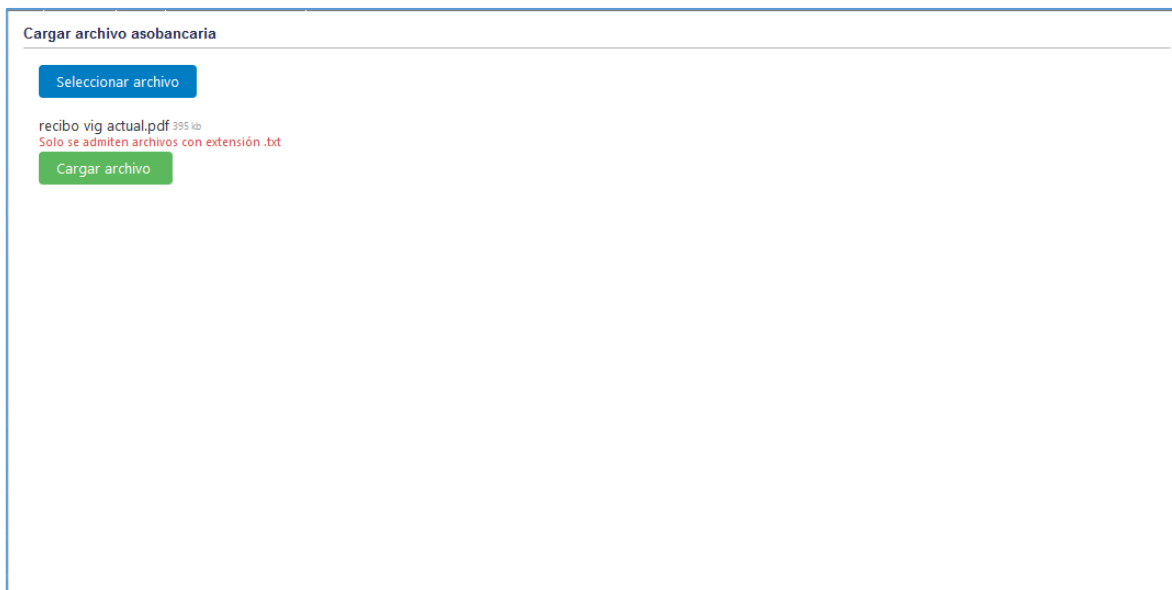 Cargar archivo asobancaria
Seleccionar archivo
recibo vig actual.pdf 395 kb
Solo se admiten archivos con extensión .txt
Cargar archivo